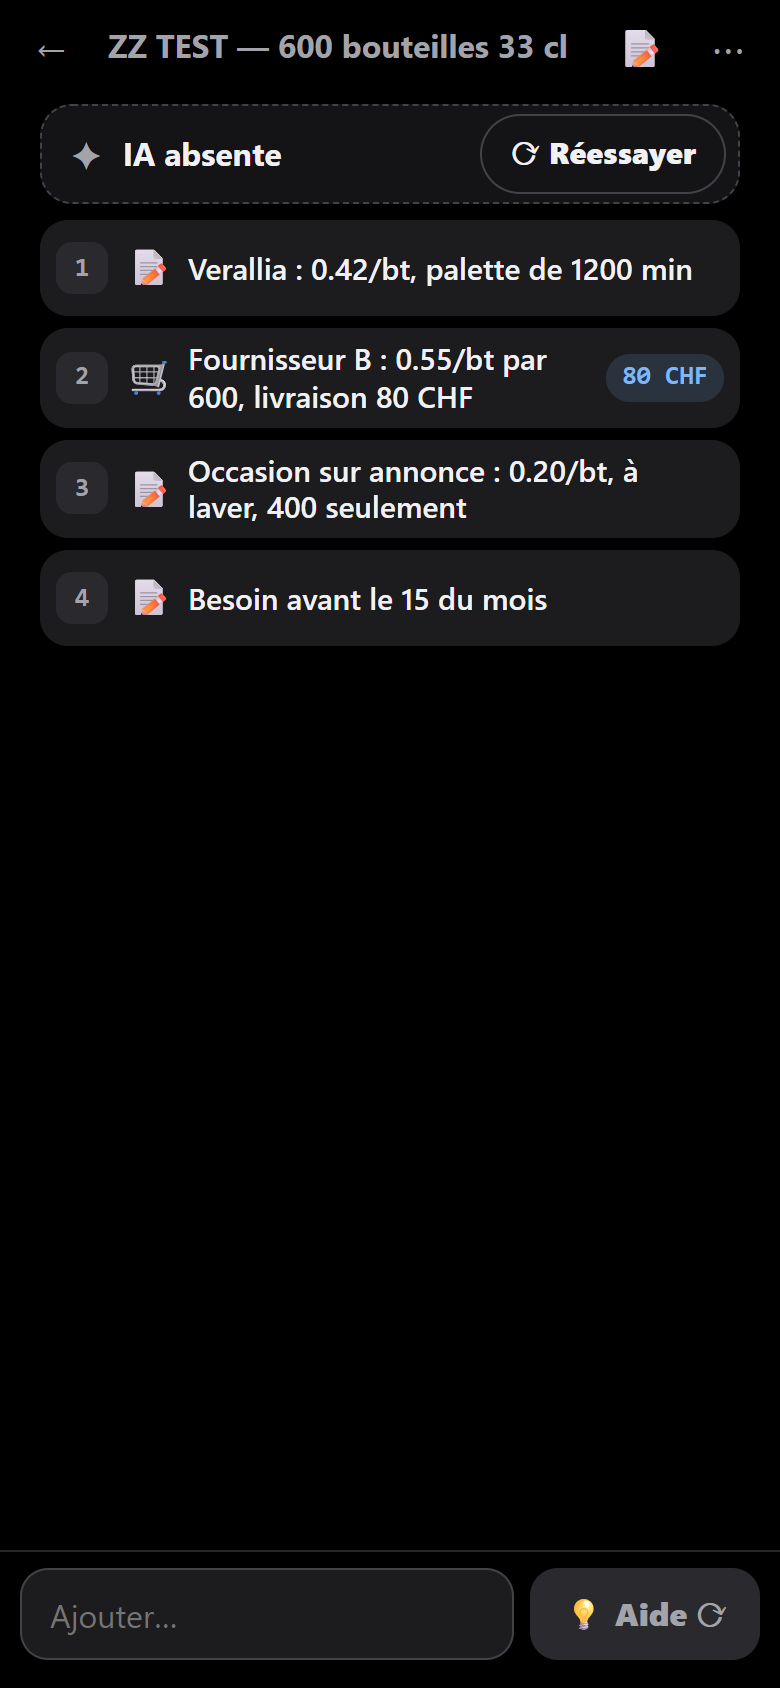 ← ZZ TEST — 600 bouteilles 33 cl 📝 ...
✦ IA absente ⟳ Réessayer
1 📝 Verallia : 0.42/bt, palette de 1200 min
2 🛒 Fournisseur B : 0.55/bt par
600, livraison 80 CHF
80 CHF
3 📝 Occasion sur annonce : 0.20/bt, à
laver, 400 seulement
4 📝 Besoin avant le 15 du mois
Ajouter...
💡 Aide ⟳